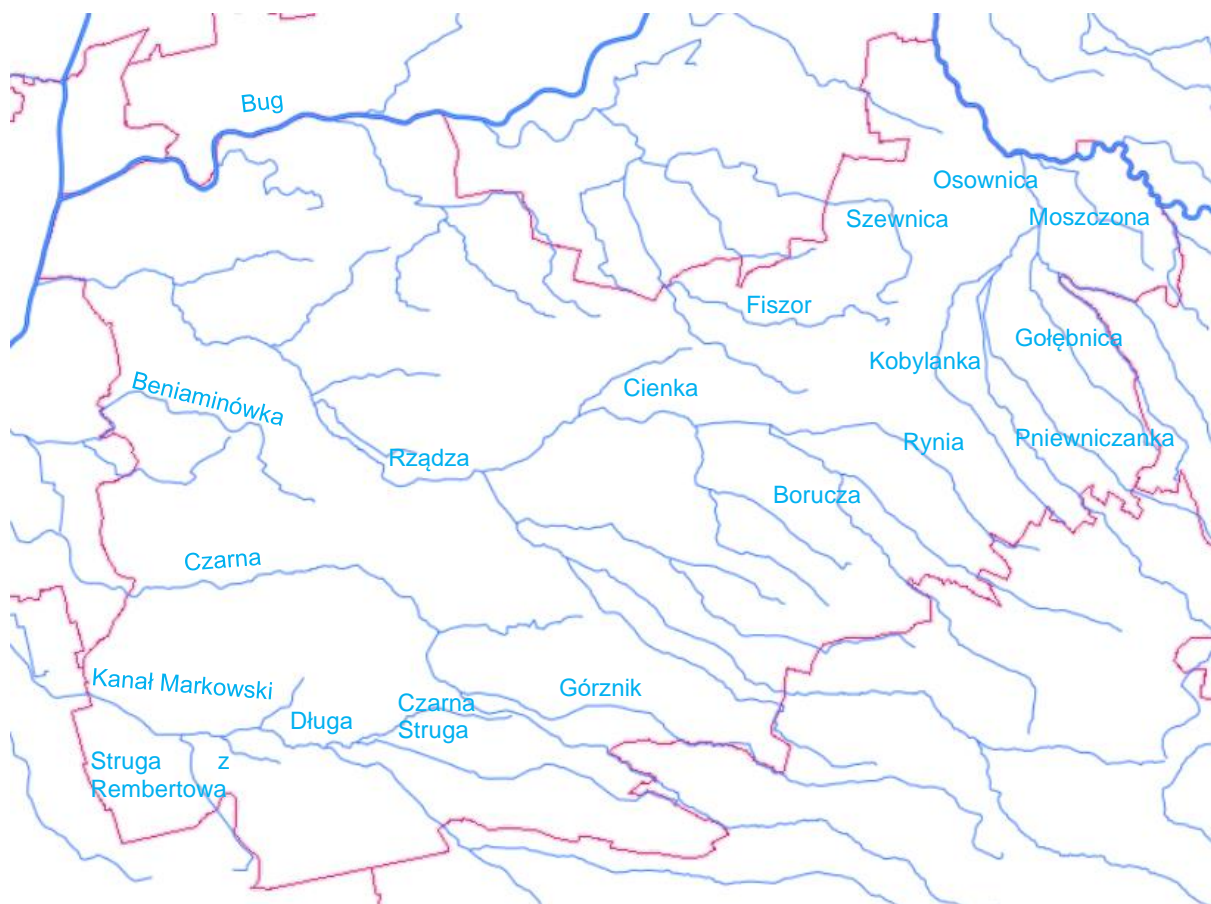 Bug
Osownica
Szewnica
Moszczona
Fiszor
Gołębnica
Kobylanka
Beniaminówka
Cienka
Rządza
Rynia
Pniewniczanka
Borucza
Czarna
Kanał Markowski
Górznik
Czarna
Struga
Długa
Struga z
Rembertowa